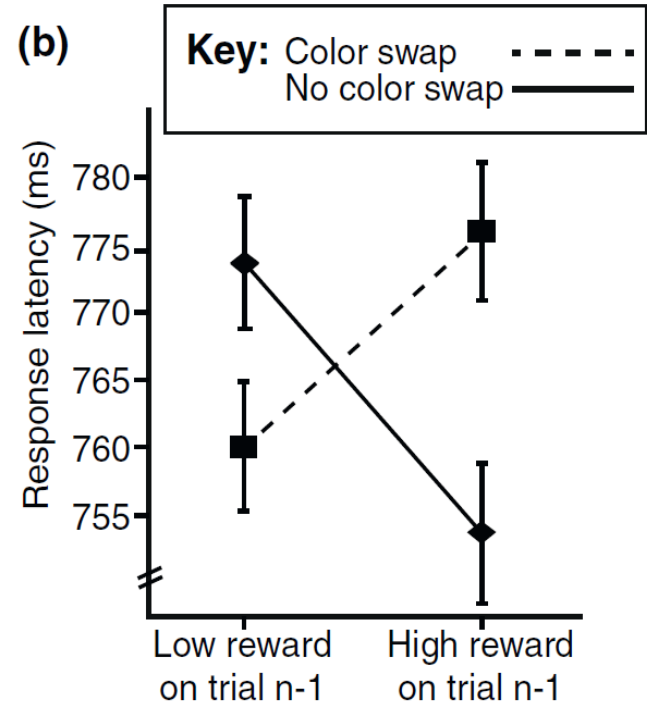 (b)
Key: Color swap
No color swap
Response latency (ms)
780
775
770
765
760
755
Low reward
on trial n-1
High reward
on trial n-1